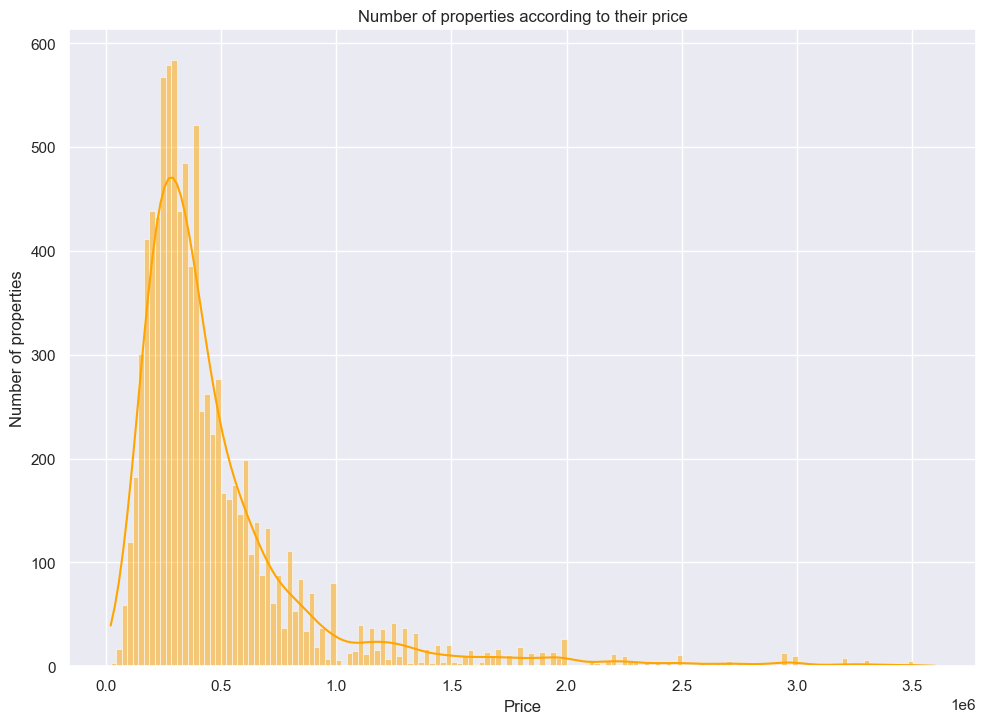 Number of properties according to their price
600
500
400
300
200
100
0
Number of properties
0.0 0.5 1.0 1.5 2.0 2.5 3.0 3.5
1e6
Price